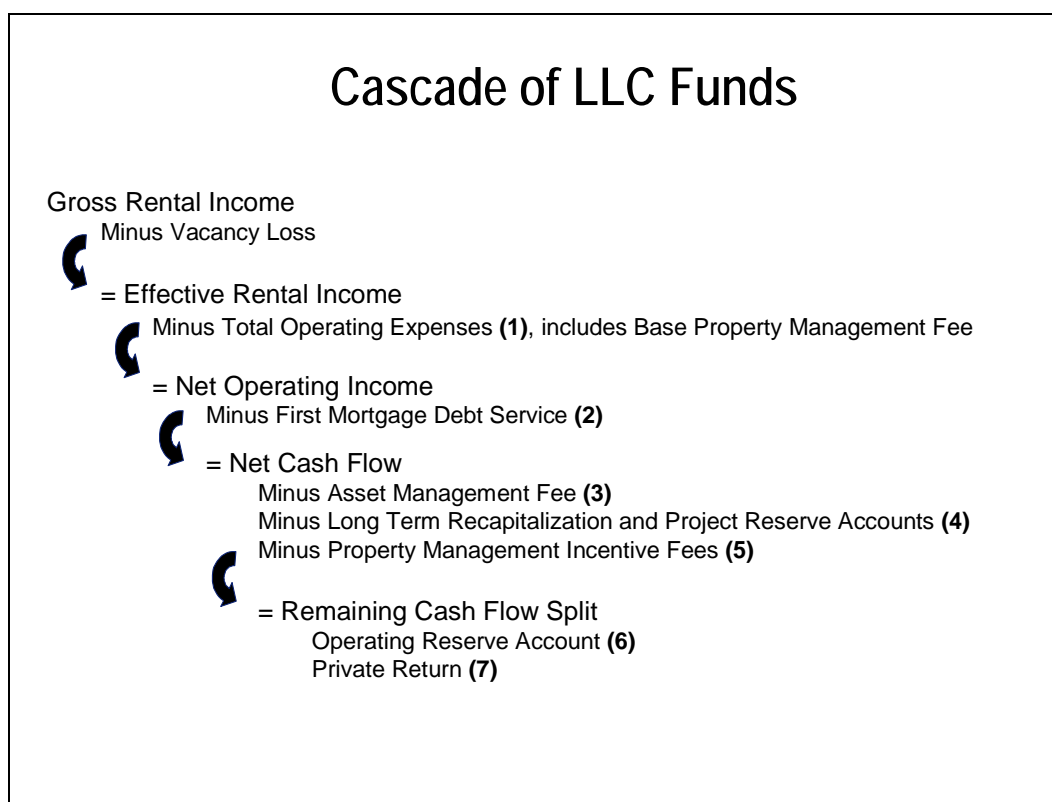 Cascade of LLC Funds
Gross Rental Income
Minus Vacancy Loss
= Effective Rental Income
Minus Total Operating Expenses (1), includes Base Property Management Fee
= Net Operating Income
Minus First Mortgage Debt Service (2)
= Net Cash Flow
Minus Asset Management Fee (3)
Minus Long Term Recapitalization and Project Reserve Accounts (4)
Minus Property Management Incentive Fees (5)
= Remaining Cash Flow Split
Operating Reserve Account (6)
Private Return (7)